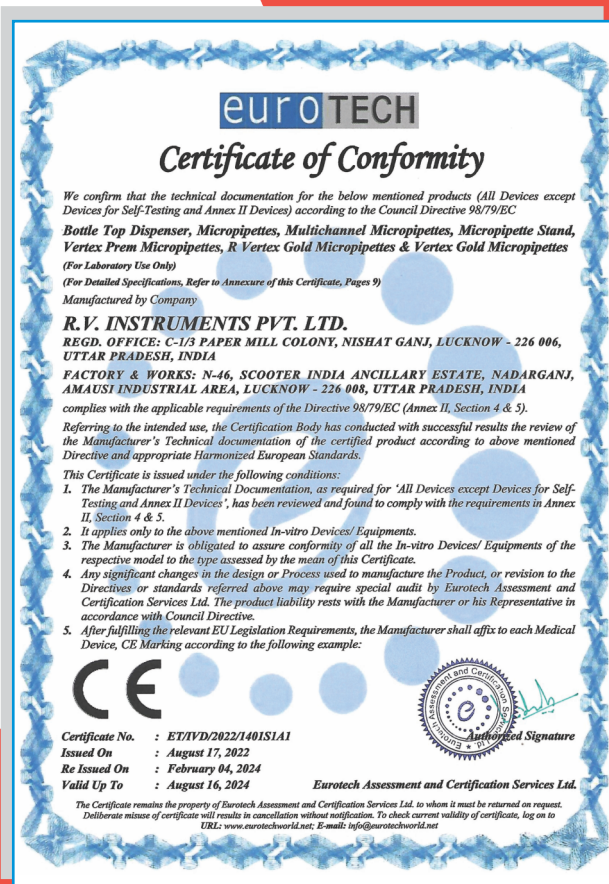 euro TECH
Certificate of Conformity
We confirm that the technical documentation for the below mentioned products (All Devices except
Devices for Self-Testing and Annex II Devices) according to the Council Directive 98/79/EC
Bottle Top Dispenser, Micropipettes, Multichannel Micropipettes, Micropipette Stand,
Vertex Prem Micropipettes, R Vertex Gold Micropipettes & Vertex Gold Micropipettes
(For Laboratory Use Only)
(For Detailed Specifications, Refer to Annexure of this Certificate, Pages 9)
Manufactured by Company
R.V. INSTRUMENTS PVT. LTD.
REGD. OFFICE: C-1/3 PAPER MILL COLONY, NISHAT GANJ, LUCKNOW - 226 006,
UTTAR PRADESH, INDIA
FACTORY & WORKS: N-46, SCOOTER INDIA ANCILLARY ESTATE, NADARGANJ,
AMAUSI INDUSTRIAL AREA, LUCKNOW - 226 008, UTTAR PRADESH, INDIA
complies with the applicable requirements of the Directive 98/79/EC (Annex II, Section 4 & 5).
Referring to the intended use, the Certification Body has conducted with successful results the review of
the Manufacturer's Technical documentation of the certified product according to above mentioned
Directive and appropriate Harmonized European Standards.
This Certificate is issued under the following conditions:
1. The Manufacturer's Technical Documentation, as required for 'All Devices except Devices for Self-
Testing and Annex II Devices', has been reviewed and found to comply with the requirements in Annex
II, Section 4 & 5.
2. It applies only to the above mentioned In-vitro Devices/ Equipments.
3. The Manufacturer is obligated to assure conformity of all the In-vitro Devices/ Equipments of the
respective model to the type assessed by the mean of this Certificate.
4. Any significant changes in the design or Process used to manufacture the Product, or revision to the
Directives or standards referred above may require special audit by Eurotech Assessment and
Certification Services Ltd. The product liability rests with the Manufacturer or his Representative in
accordance with Council Directive.
5. After fulfilling the relevant EU Legislation Requirements, the Manufacturer shall affix to each Medical
Device, CE Marking according to the following example:
CE
Eurotech Assessment and Certification Services Ltd.
Authorized Signature
Certificate No. : ET/IVD/2022/1401S1A1
Issued On : August 17, 2022
Re Issued On : February 04, 2024
Valid Up To : August 16, 2024
Eurotech Assessment and Certification Services Ltd.
The Certificate remains the property of Eurotech Assessment and Certification Services Ltd. to whom it must be returned on request.
Deliberate misuse of certificate will results in cancellation without notification. To check current validity of certificate, log on to
URL: www.eurotechworld.net; E-mail: info@eurotechworld.net